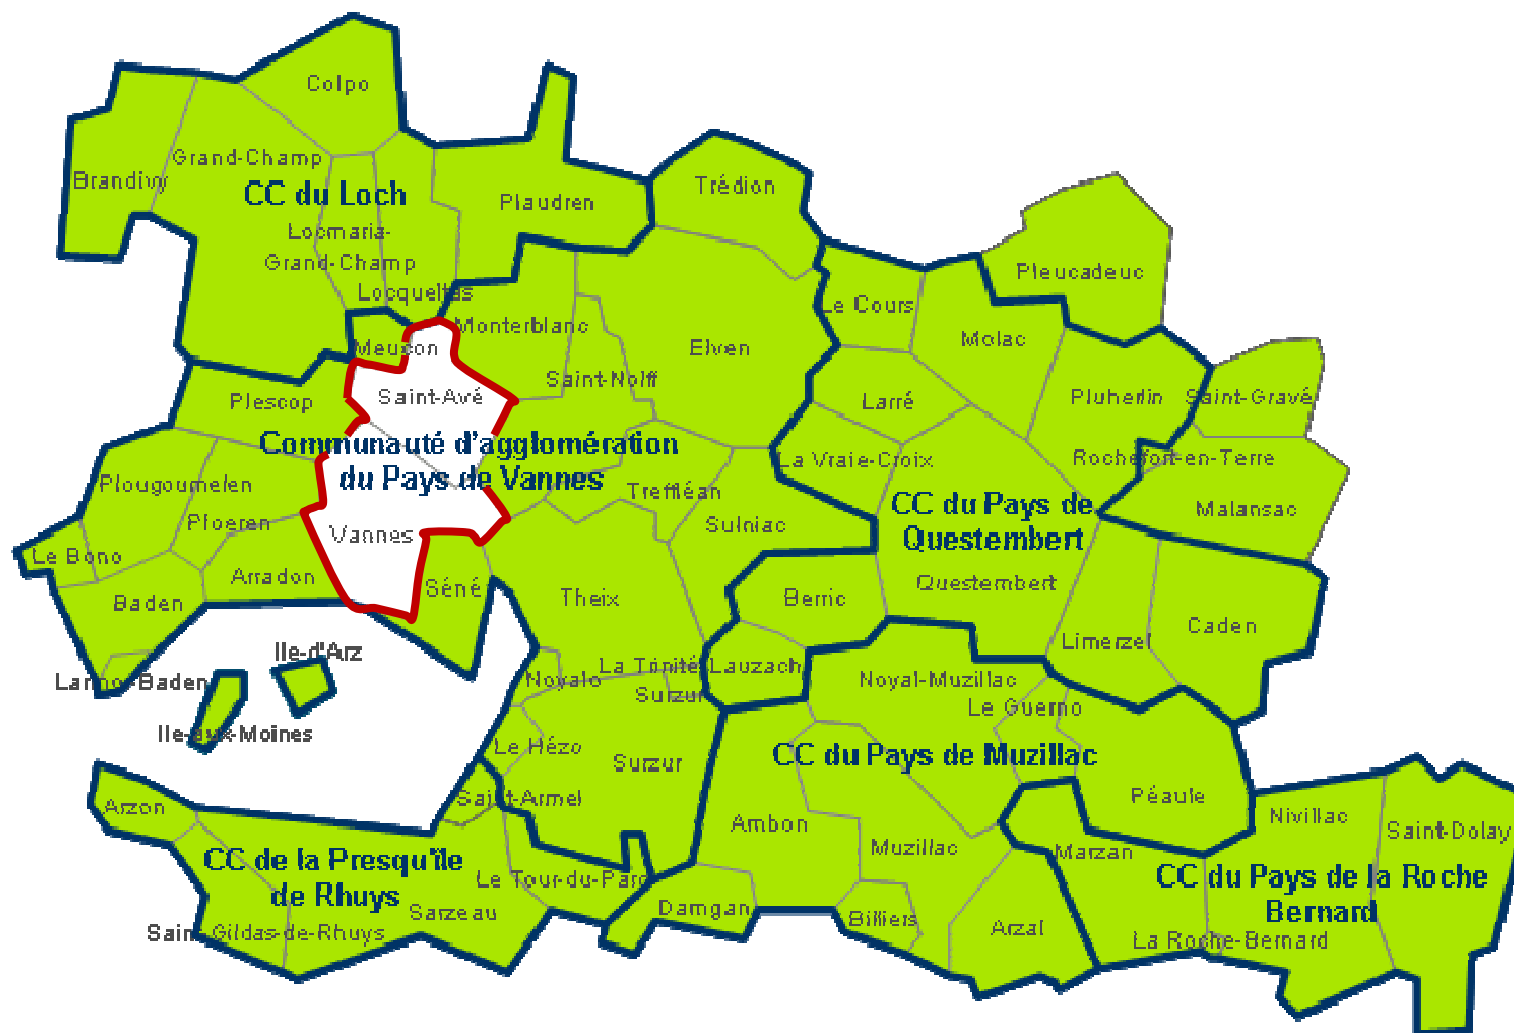 Colpo
Grand-Champ
Brandivy
CC du Loch
Trédion
Plaudren
Locmaria-
Grand-Champ
Pleucadeuc
Locqueltas
Le Cours
Monterblanc
Molac
Meucon
Elven
Saint-Nolff
Saint-Avé
Plescop
Larré
Pluherlin
Saint-Gravé
Communauté d'agglomération
du Pays de Vannes
La Vraie-Croix
Rochefort-en-Terre
Plougoumelen
Treffléan
CC du Pays de
Questembert
Malansac
Ploeren
Sulniac
Vannes
Le Bono
Arradon
Séné
Questembert
Baden
Theix
Berric
Caden
Limerzel
Ile-d'Arz
Larmor-Baden
La Trinité
Surzur
Lauzach
Noyalo
Noyal-Muzillac
Le Guerno
Ile-aux-Moines
Le Hézo
Surzur
CC du Pays de Muzillac
Arzon
Saint-Armel
Péaule
Ambon
Nivillac
Saint-Dolay
Muzillac
Marzan
CC de la Presqu'île
de Rhuys
Le Tour-du-Parc
CC du Pays de la Roche
Bernard
Sarzeau
Damgan
Billiers
Saint-Gildas-de-Rhuys
Arzal
La Roche-Bernard